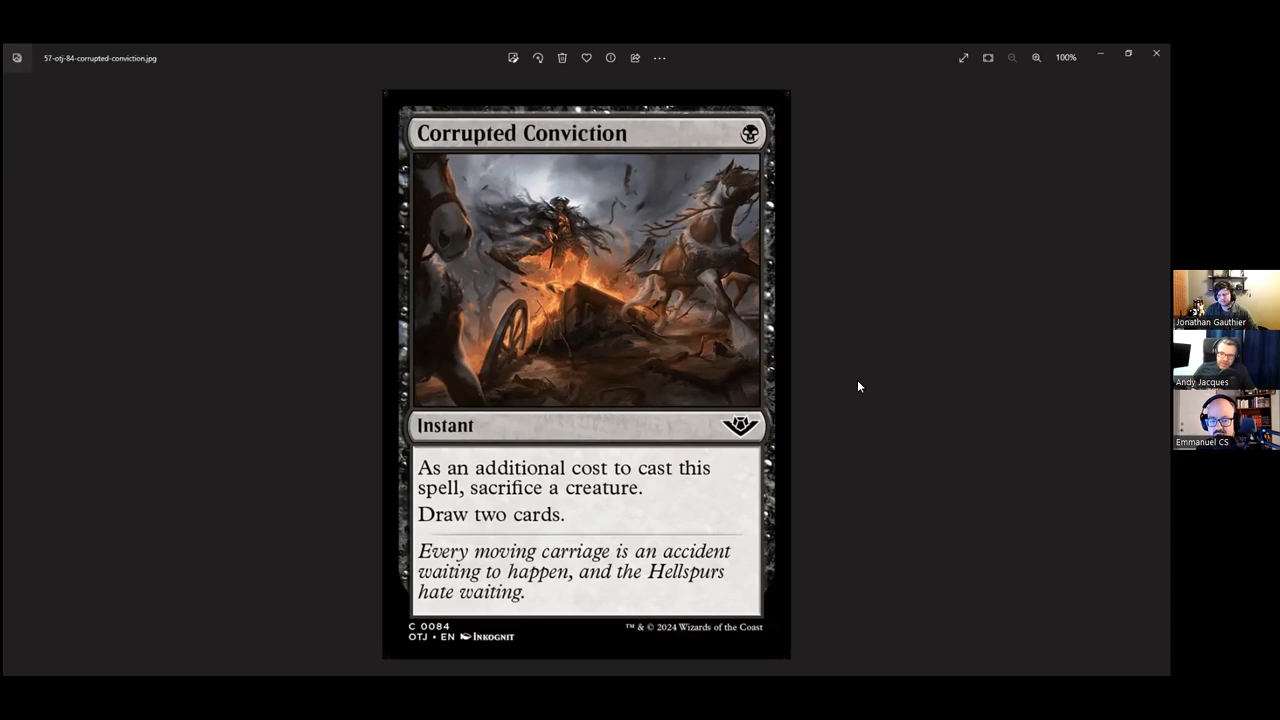 57-otj-84-corrupted-conviction.jpg
100%
Corrupted Conviction
Instant
As an additional cost to cast this
spell, sacrifice a creature.
Draw two cards.
Every moving carriage is an accident
waiting to happen, and the Hellspurs
hate waiting.
C 0084
OTJ • EN Inkognit
™ & © 2024 Wizards of the Coast
Jonathan Gauthier
Andy Jacques
Emmanuel CS